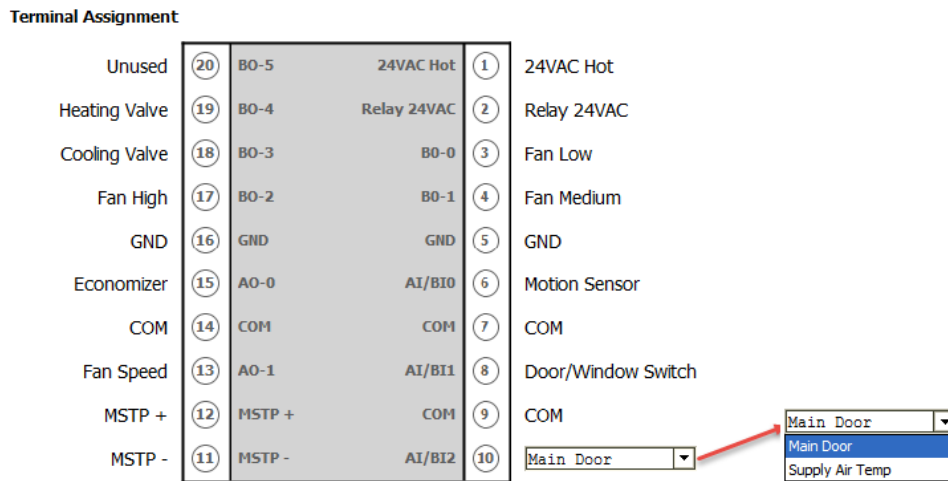 Terminal Assignment
Unused 20 BO-5 24VAC Hot 1 24VAC Hot
Heating Valve 19 BO-4 Relay 24VAC 2 Relay 24VAC
Cooling Valve 18 BO-3 B0-0 3 Fan Low
Fan High 17 BO-2 B0-1 4 Fan Medium
GND 16 GND GND 5 GND
Economizer 15 AO-0 AI/BI0 6 Motion Sensor
COM 14 COM COM 7 COM
Fan Speed 13 AO-1 AI/BI1 8 Door/Window Switch
MSTP + 12 MSTP + COM 9 COM
MSTP - 11 MSTP - AI/BI2 10 Main Door
Main Door
Main Door
Supply Air Temp